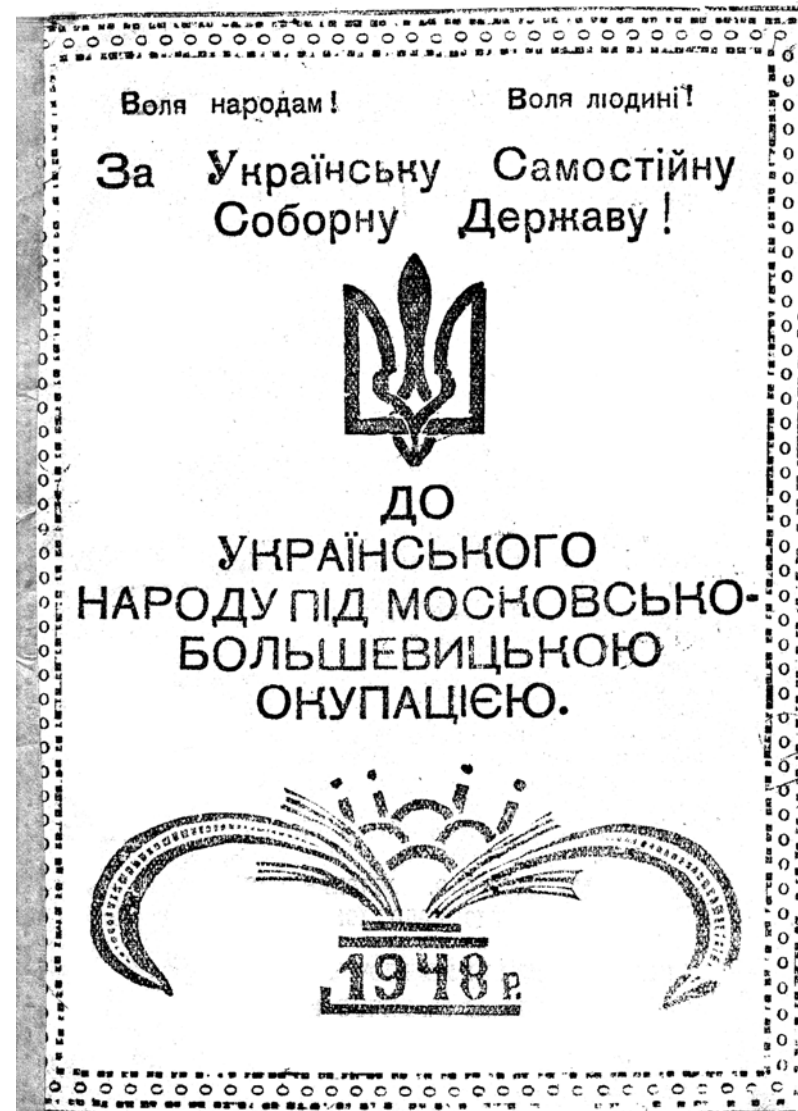 Воля народам! Воля людині!
За Українську Самостійну
Соборну Державу!
ДО
УКРАЇНСЬКОГО
НАРОДУ ПІД МОСКОВСЬКО-
БОЛЬШЕВИЦЬКОЮ
ОКУПАЦІЄЮ.
1948 р.